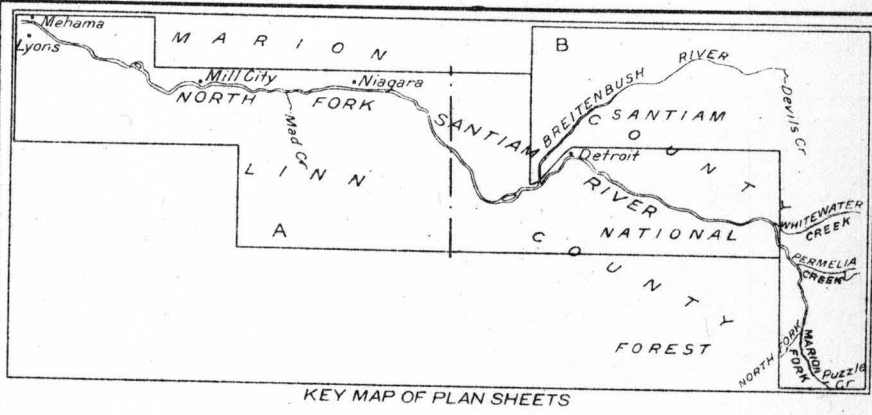 Mehama
Lyons
MARION
B
RIVER
BREITENBUSH
Mill City
Niagara
NORTH FORK
SANTIAM
SANTIAM
COUNTY
Devils Cr
Mad Cr
Detroit
LINN
RIVER
A
COUNTY
NATIONAL
WHITEWATER
CREEK
PERMELIA
CREEK
FOREST
NORTH FORK
MARION
FORK
Puzzle
Cr
KEY MAP OF PLAN SHEETS